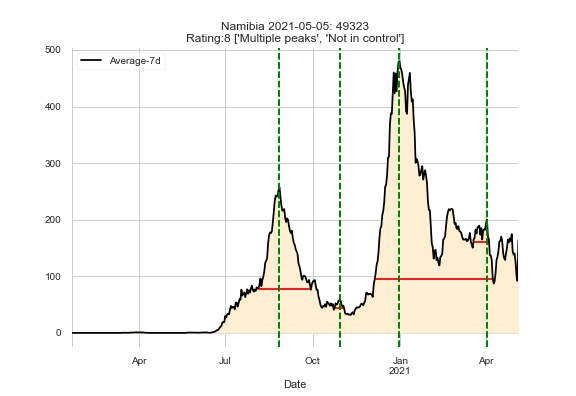 Namibia 2021-05-05: 49323
Rating:8 ['Multiple peaks', 'Not in control']
Average-7d
500
400
300
200
100
0
Apr Jul Oct Jan Apr
2021
Date